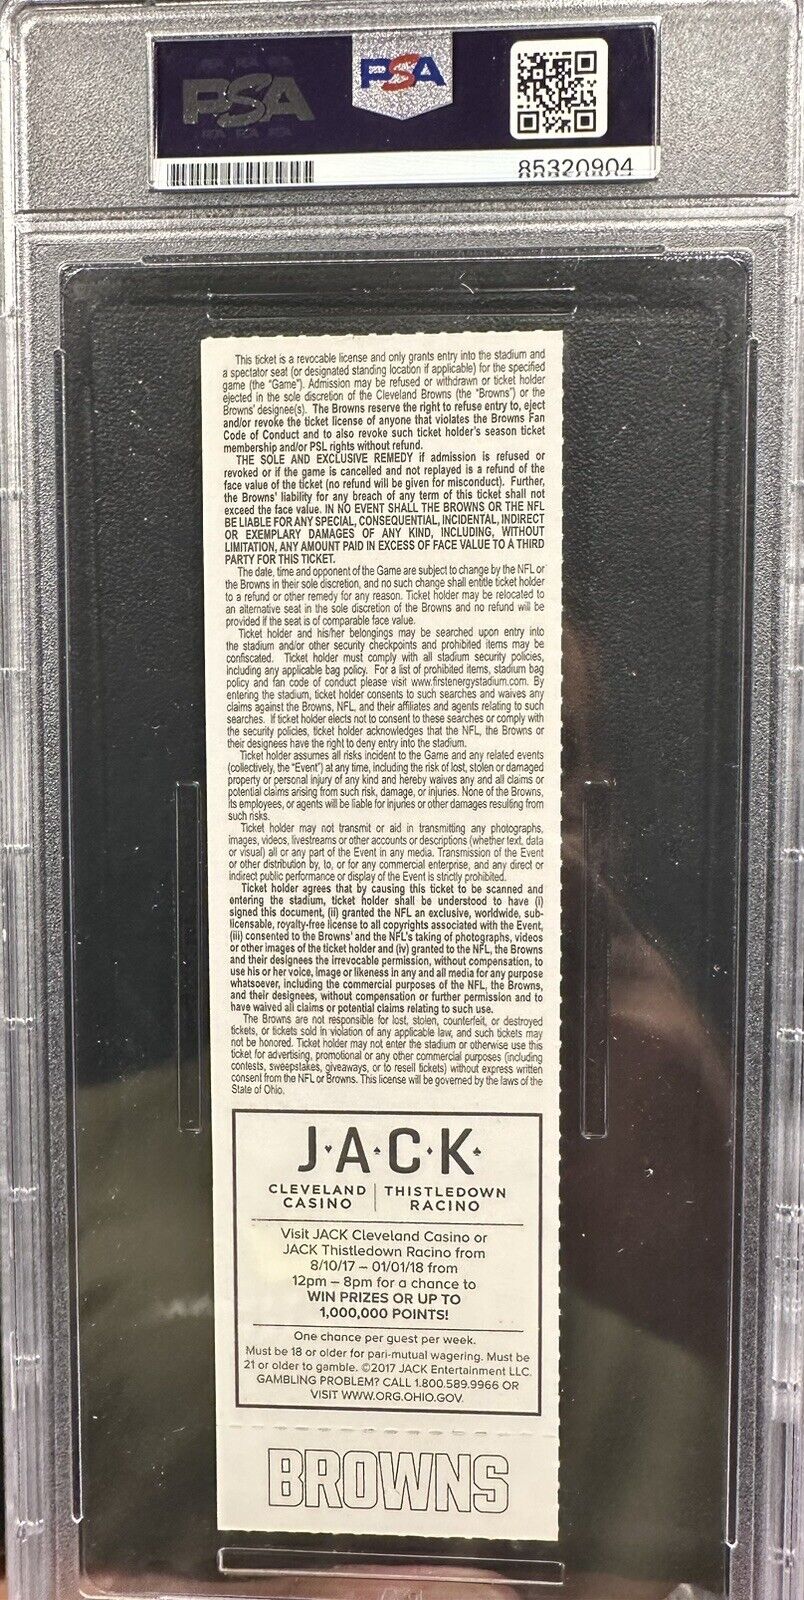 PSA
PSA
85320904
This ticket is a revocable license and only grants entry into the stadium and
a spectator seat (or designated standing location if applicable) for the specified
game (the "Game"). Admission may be refused or withdrawn or ticket holder
ejected in the sole discretion of the Cleveland Browns (the "Browns") or the
Browns' designee(s). The Browns reserve the right to refuse entry to, eject
and/or revoke the ticket license of anyone that violates the Browns Fan
Code of Conduct and to also revoke such ticket holder's season ticket
membership and/or PSL rights without refund.
THE SOLE AND EXCLUSIVE REMEDY if admission is refused or
revoked or if the game is cancelled and not replayed is a refund of the
face value of the ticket (no refund will be given for misconduct). Further,
the Browns' liability for any breach of any term of this ticket shall not
exceed the face value. IN NO EVENT SHALL THE BROWNS OR THE NFL
BE LIABLE FOR ANY SPECIAL, CONSEQUENTIAL, INCIDENTAL, INDIRECT
OR EXEMPLARY DAMAGES OF ANY KIND, INCLUDING, WITHOUT
LIMITATION, ANY AMOUNT PAID IN EXCESS OF FACE VALUE TO A THIRD
PARTY FOR THIS TICKET.
The date, time and opponent of the Game are subject to change by the NFL or
the Browns in their sole discretion, and no such change shall entitle ticket holder
to a refund or other remedy for any reason. Ticket holder may be relocated to
an alternative seat in the sole discretion of the Browns and no refund will be
provided if the seat is of comparable face value.
Ticket holder and his/her belongings may be searched upon entry into
the stadium and/or other security checkpoints and prohibited items may be
confiscated. Ticket holder must comply with all stadium security policies,
including any applicable bag policy. For a list of prohibited items, stadium bag
policy and fan code of conduct please visit www.firstenergystadium.com. By
entering the stadium, ticket holder consents to such searches and waives any
claims against the Browns, NFL, and their affiliates and agents relating to such
searches. If ticket holder elects not to consent to these searches or comply with
the security policies, ticket holder acknowledges that the NFL, the Browns or
their designees have the right to deny entry into the stadium.
Ticket holder assumes all risks incident to the Game and any related events
(collectively, the "Event") at any time, including the risk of lost, stolen or damaged
property or personal injury of any kind and hereby waives any and all claims or
potential claims arising from such risk, damage, or injuries. None of the Browns,
its employees, or agents will be liable for injuries or other damages resulting from
such risks.
Ticket holder may not transmit or aid in transmitting any photographs,
images, videos, livestreams or other accounts or descriptions (whether text, data
or visual) all or any part of the Event in any media. Transmission of the Event
or other distribution by, to, or for any commercial enterprise, and any direct or
indirect public performance or display of the Event is strictly prohibited.
Ticket holder agrees that by causing this ticket to be scanned and
entering the stadium, ticket holder shall be understood to have (i)
signed this document, (ii) granted the NFL an exclusive, worldwide, sub-
licensable, royalty-free license to all copyrights associated with the Event,
(iii) consented to the Browns' and the NFL's taking of photographs, videos
or other images of the ticket holder and (iv) granted to the NFL, the Browns
and their designees the irrevocable permission, without compensation, to
use his or her voice, image or likeness in any and all media for any purpose
whatsoever, including the commercial purposes of the NFL, the Browns,
and their designees, without compensation or further permission and to
have waived all claims or potential claims relating to such use.
The Browns are not responsible for lost, stolen, counterfeit, or destroyed
tickets, or tickets sold in violation of any applicable law, and such tickets may
not be honored. Ticket holder may not enter the stadium or otherwise use this
ticket for advertising, promotional or any other commercial purposes (including
contests, sweepstakes, giveaways, or to resell tickets) without express written
consent from the NFL or Browns. This license will be governed by the laws of the
State of Ohio.
J♥A♠C♦K♣
CLEVELAND | THISTLEDOWN
CASINO | RACINO
Visit JACK Cleveland Casino or
JACK Thistledown Racino from
8/10/17 – 01/01/18 from
12pm – 8pm for a chance to
WIN PRIZES OR UP TO
1,000,000 POINTS!
One chance per guest per week.
Must be 18 or older for pari-mutual wagering. Must be
21 or older to gamble. ©2017 JACK Entertainment LLC.
GAMBLING PROBLEM? CALL 1.800.589.9966 OR
VISIT WWW.ORG.OHIO.GOV.
BROWNS